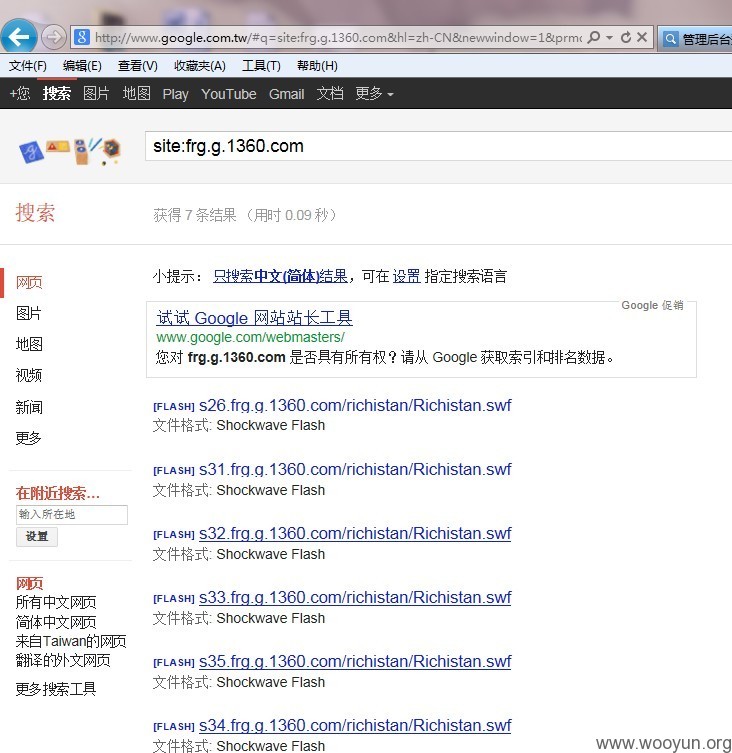 http://www.google.com.tw/#q=site:frg.g.1360.com&hl=zh-CN&newwindow=1&prmd
管理后台
文件(F) 编辑(E) 查看(V) 收藏夹(A) 工具(T) 帮助(H)
+您 搜索 图片 地图 Play YouTube Gmail 文档 更多
site:frg.g.1360.com
搜索
获得 7 条结果 （用时 0.09 秒）
网页
图片
地图
视频
新闻
更多
在附近搜索...
输入所在地
设置
网页
所有中文网页
简体中文网页
来自Taiwan的网页
翻译的外文网页
更多搜索工具
小提示： 只搜索中文(简体)结果，可在 设置 指定搜索语言
Google 促销
试试 Google 网站站长工具
www.google.com/webmasters/
您对 frg.g.1360.com 是否具有所有权？请从 Google 获取索引和排名数据。
[FLASH] s26.frg.g.1360.com/richistan/Richistan.swf
文件格式: Shockwave Flash
[FLASH] s31.frg.g.1360.com/richistan/Richistan.swf
文件格式: Shockwave Flash
[FLASH] s32.frg.g.1360.com/richistan/Richistan.swf
文件格式: Shockwave Flash
[FLASH] s33.frg.g.1360.com/richistan/Richistan.swf
文件格式: Shockwave Flash
[FLASH] s35.frg.g.1360.com/richistan/Richistan.swf
文件格式: Shockwave Flash
[FLASH] s34.frg.g.1360.com/richistan/Richistan.swf
文件格式: Shockwave Flash
www.wooyun.org